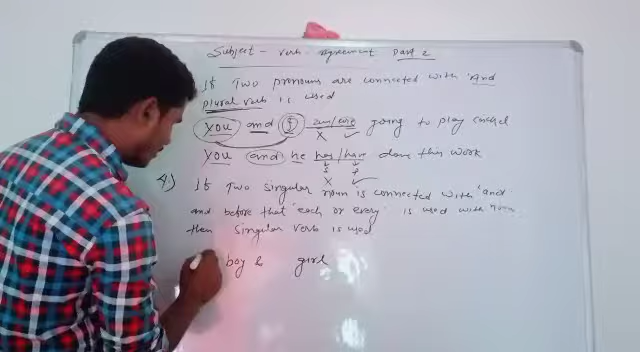 Subject - verb - agreement Part 2
If Two pronouns are connected with 'And
plural verb is used
you and I am/are going to play
you and he has/have done this work
S P
4.) If Two singular noun is connected with "and
and before that "each or every" is used with noun
then singular verb is used
boy & girl